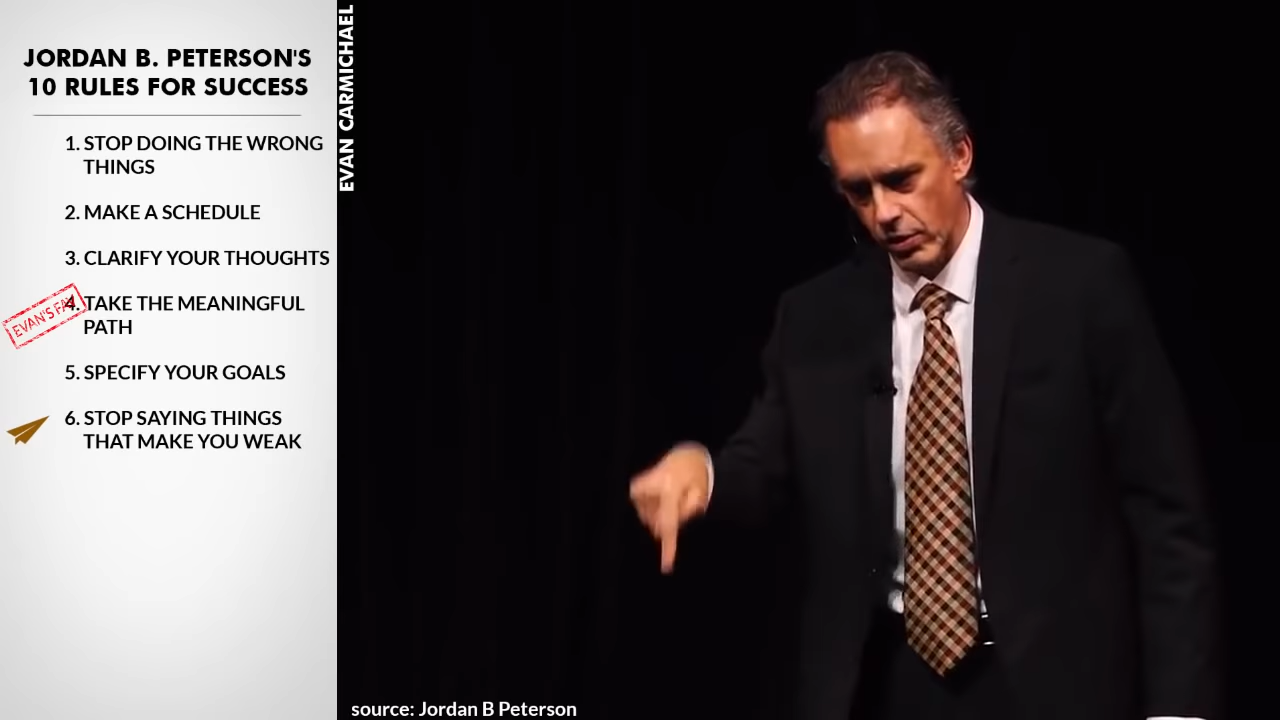 JORDAN B. PETERSON'S
10 RULES FOR SUCCESS
1. STOP DOING THE WRONG
THINGS
2. MAKE A SCHEDULE
3. CLARIFY YOUR THOUGHTS
EVAN'S
4. TAKE THE MEANINGFUL
PATH
5. SPECIFY YOUR GOALS
6. STOP SAYING THINGS
THAT MAKE YOU WEAK
EVAN CARMICHAEL
source: Jordan B Peterson